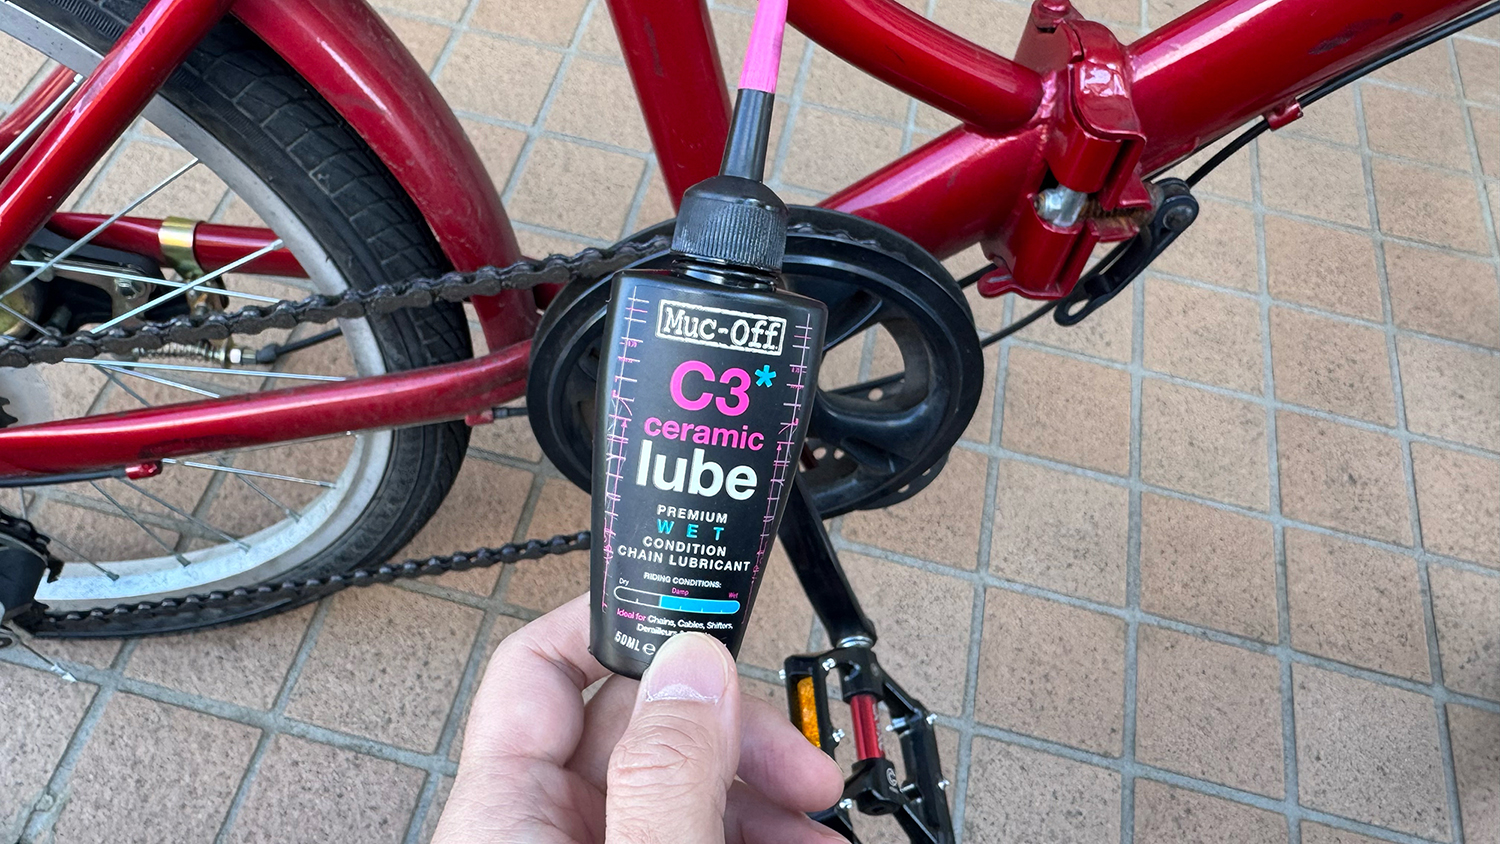 Muc-Off
C3*
ceramic
lube
PREMIUM
WET
CONDITION
CHAIN LUBRICANT
RIDING CONDITIONS:
Dry
Damp
Wet
Ideal for Chains, Cables, Shifters,
50ML e